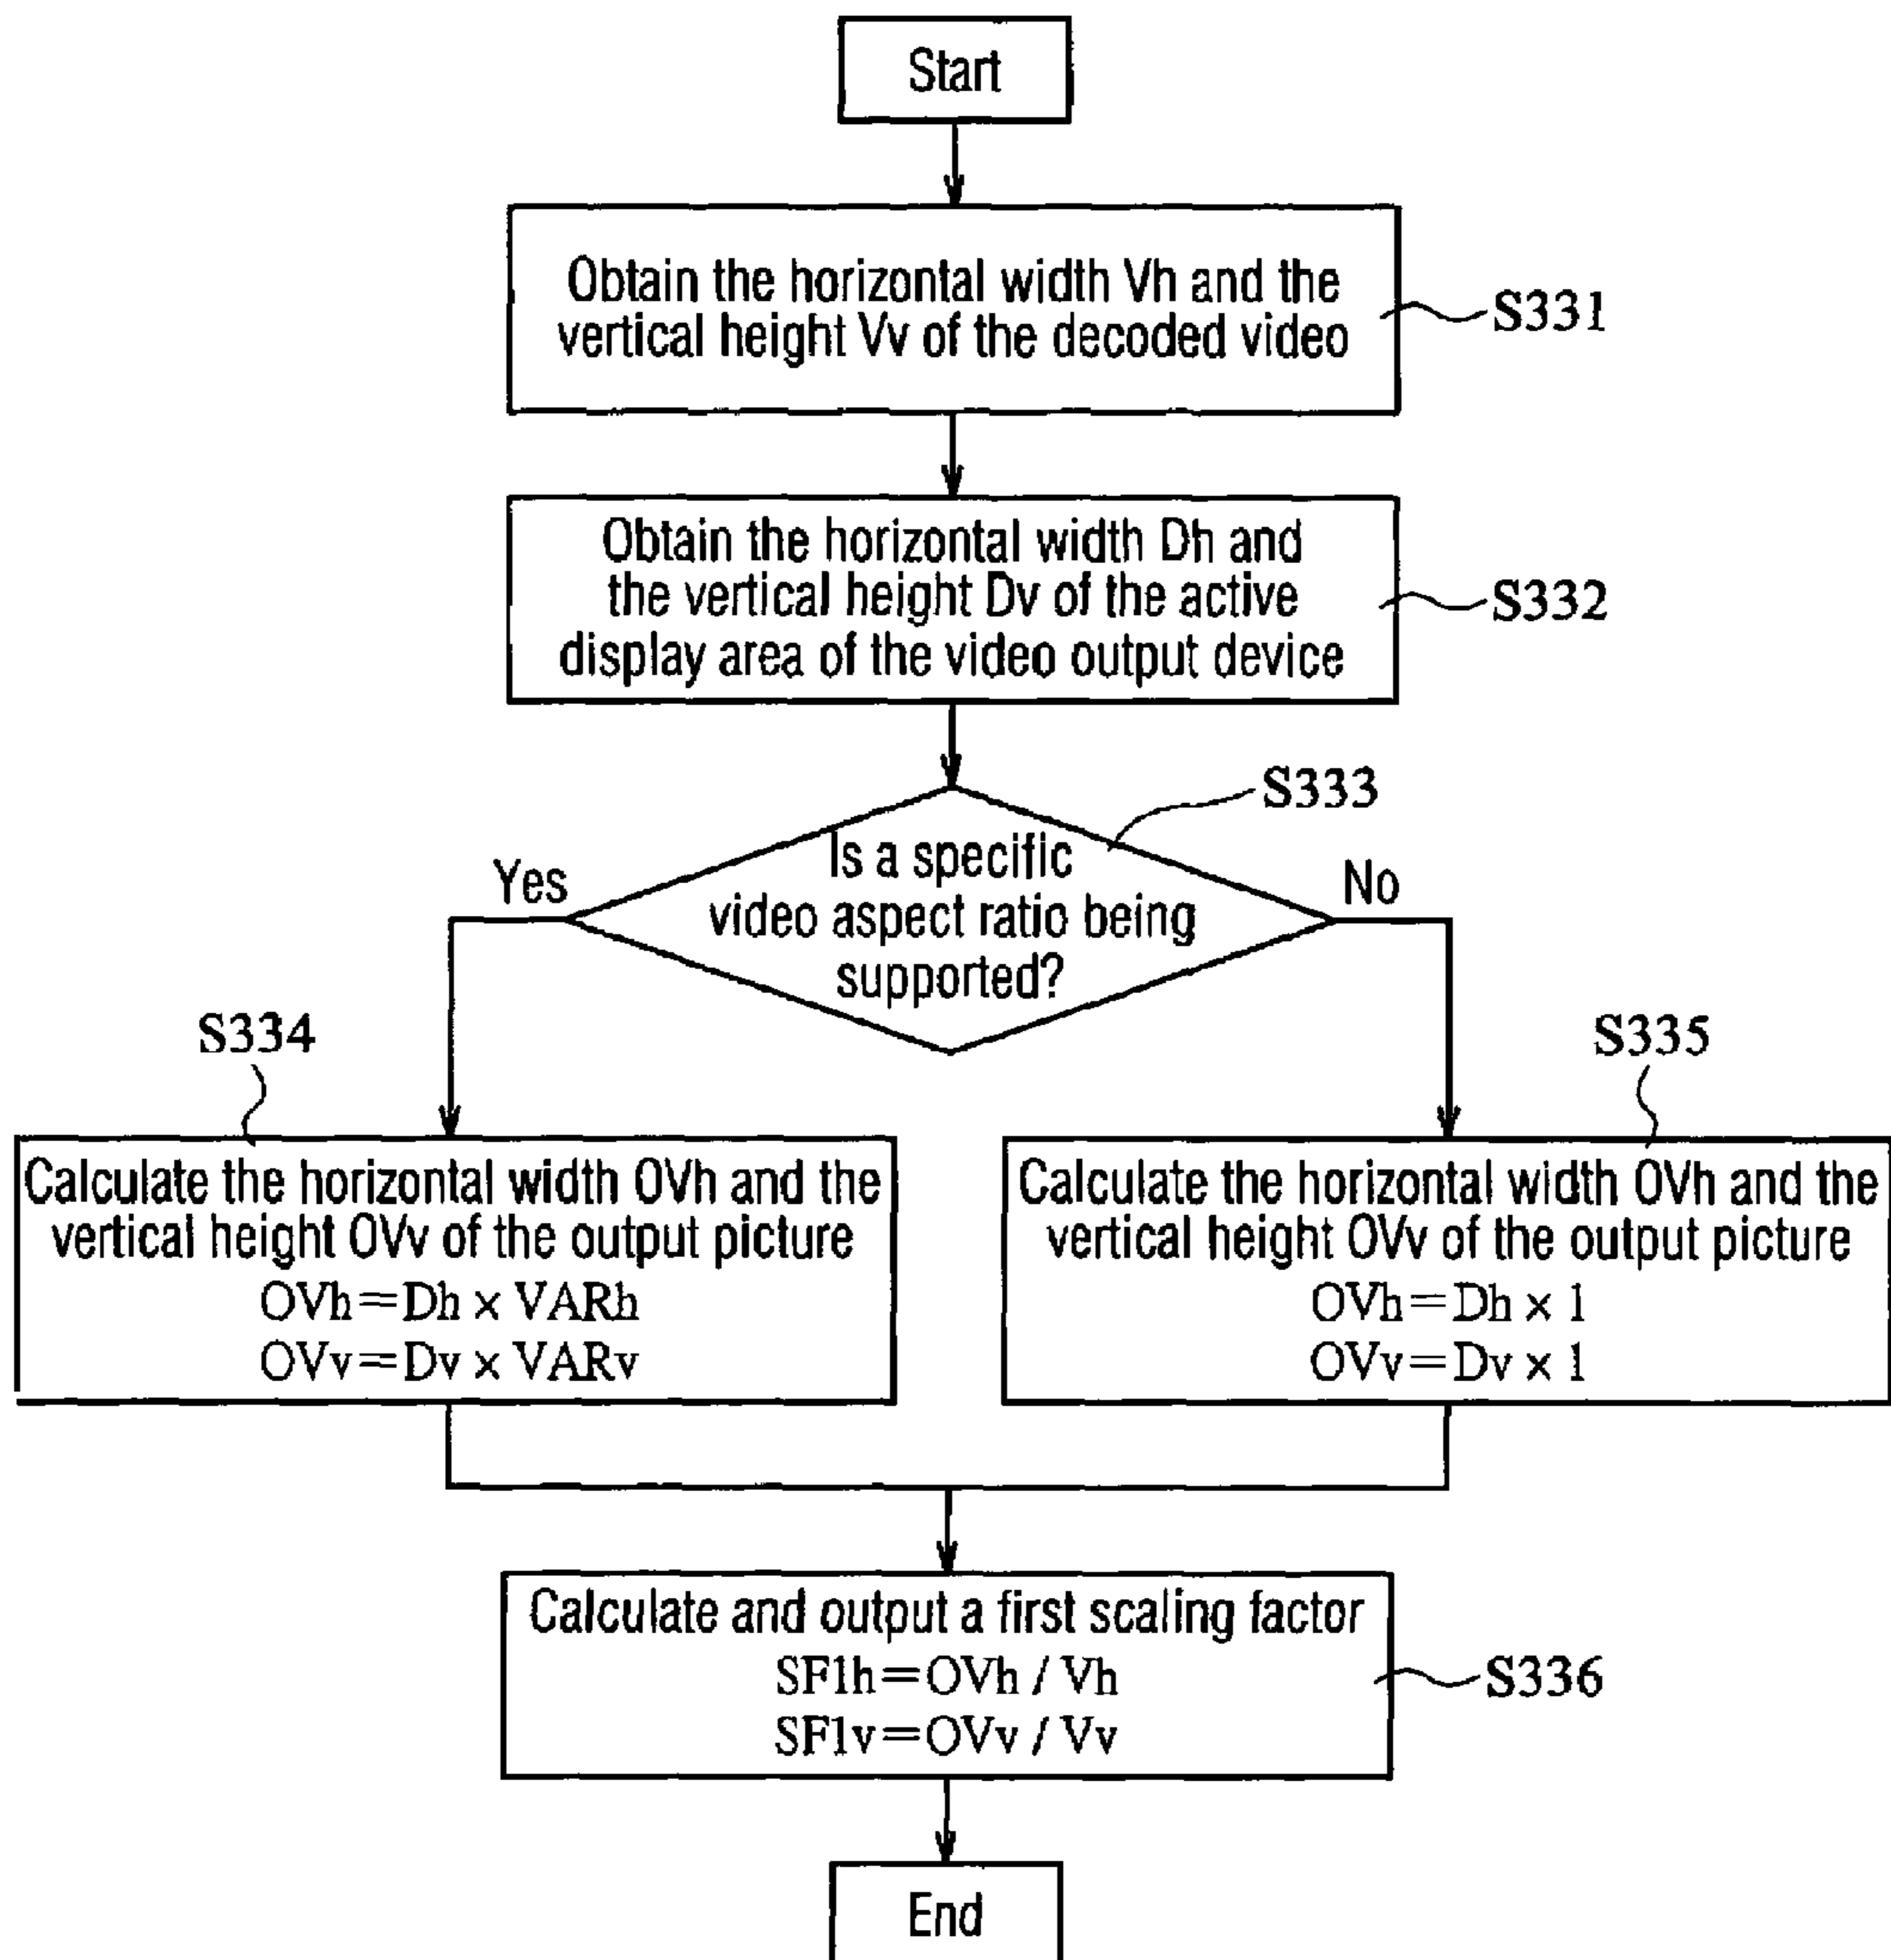 Start
Obtain the horizontal width Vh and the
vertical height Vv of the decoded video
S331
Obtain the horizontal width Dh and
the vertical height Dv of the active
display area of the video output device
S332
S333
Is a specific
video aspect ratio being
supported?
Yes
No
S334
S335
Calculate the horizontal width OVh and the
vertical height OVv of the output picture
OVh=Dh × VARh
OVv=Dv × VARv
Calculate the horizontal width OVh and the
vertical height OVv of the output picture
OVh=Dh × 1
OVv=Dv × 1
Calculate and output a first scaling factor
SF1h=OVh / Vh
SF1v=OVv / Vv
S336
End